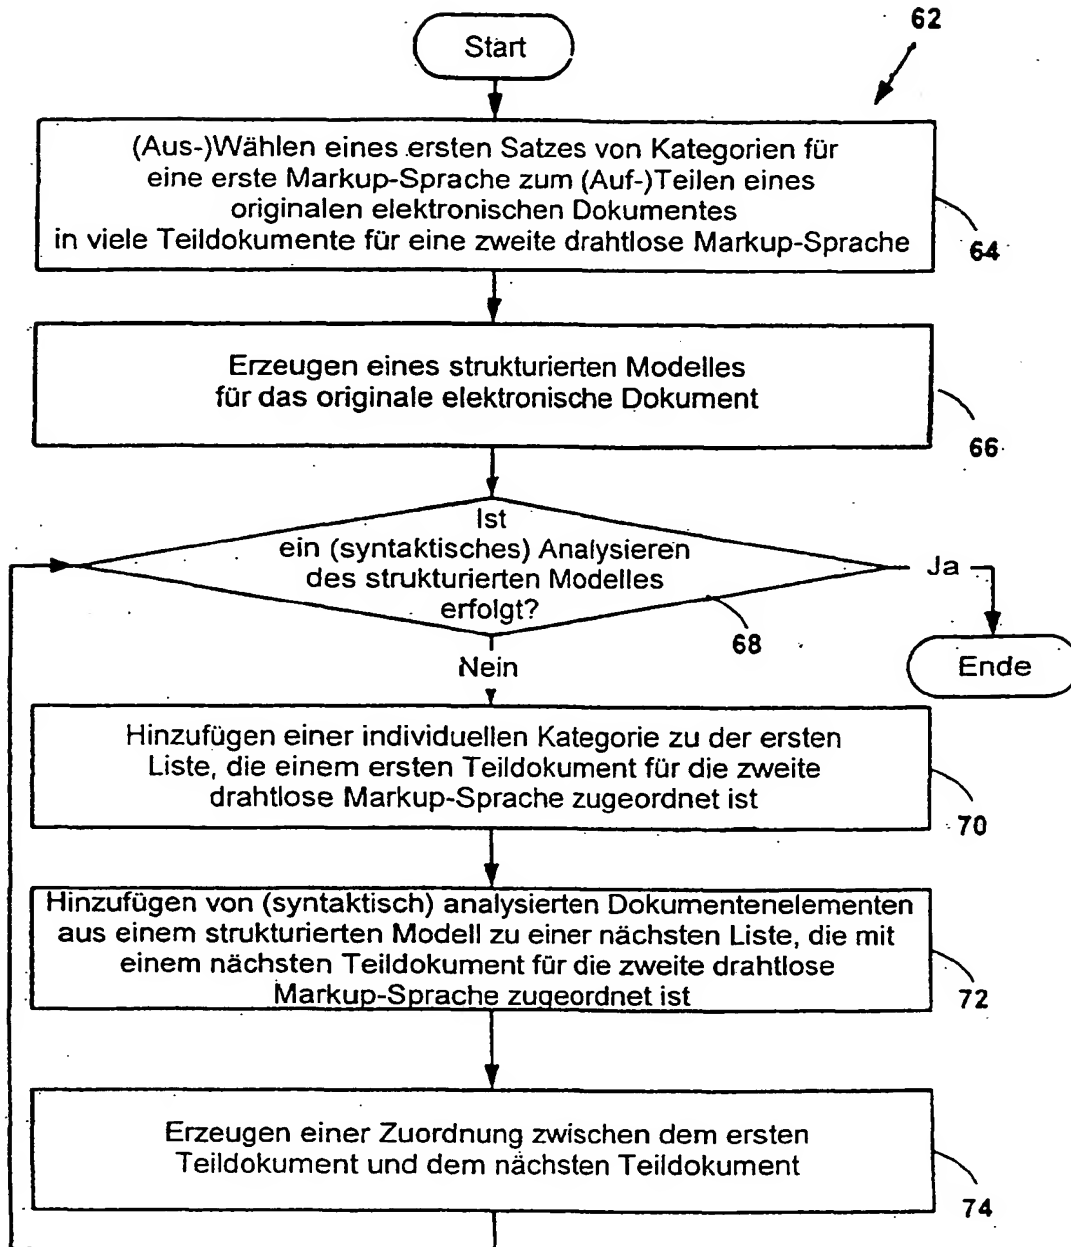 62
Start
(Aus-)Wählen eines ersten Satzes von Kategorien für
eine erste Markup-Sprache zum (Auf-)Teilen eines
originalen elektronischen Dokumentes
in viele Teildokumente für eine zweite drahtlose Markup-Sprache
64
Erzeugen eines strukturierten Modelles
für das originale elektronische Dokument
66
Ist
ein (syntaktisches) Analysieren
des strukturierten Modelles
erfolgt?
68
Ja
Ende
Nein
Hinzufügen einer individuellen Kategorie zu der ersten
Liste, die einem ersten Teildokument für die zweite
drahtlose Markup-Sprache zugeordnet ist
70
Hinzufügen von (syntaktisch) analysierten Dokumentenelementen
aus einem strukturierten Modell zu einer nächsten Liste, die mit
einem nächsten Teildokument für die zweite drahtlose
Markup-Sprache zugeordnet ist
72
Erzeugen einer Zuordnung zwischen dem ersten
Teildokument und dem nächsten Teildokument
74